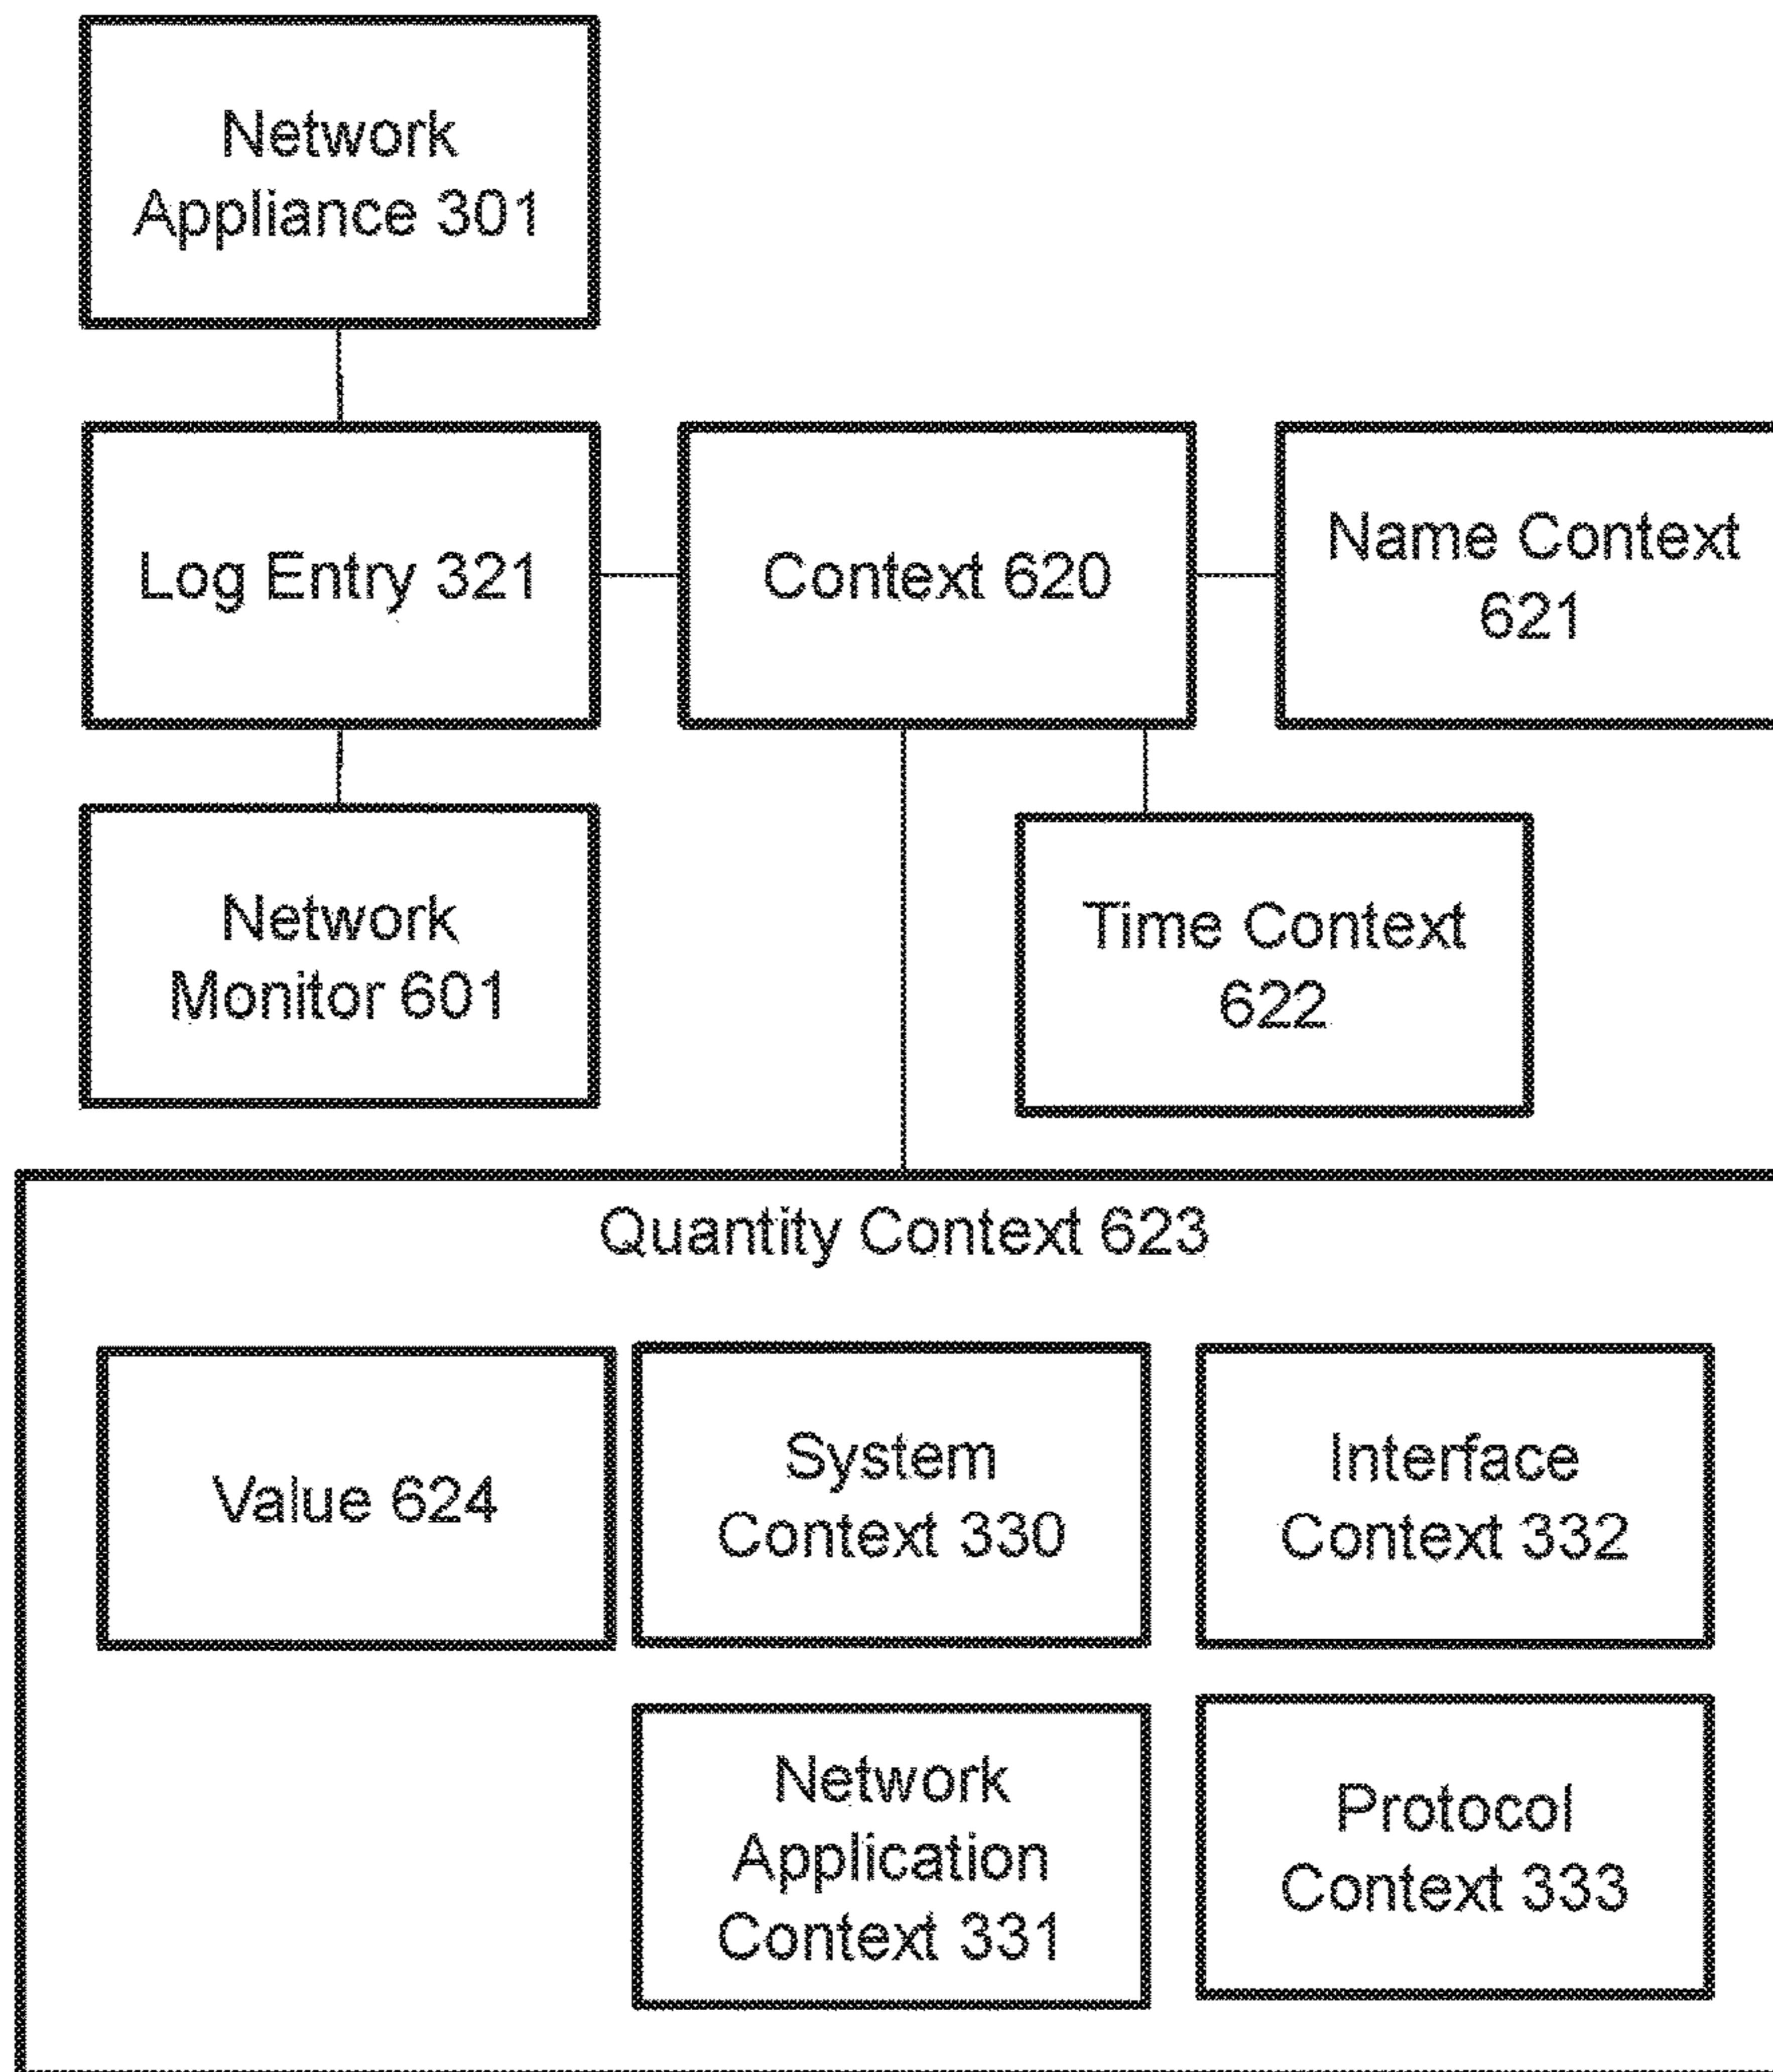 Network
Appliance 301
Log Entry 321
Context 620
Name Context
621
Network
Monitor 601
Time Context
622
Quantity Context 623
Value 624
System
Context 330
Interface
Context 332
Network
Application
Context 331
Protocol
Context 333